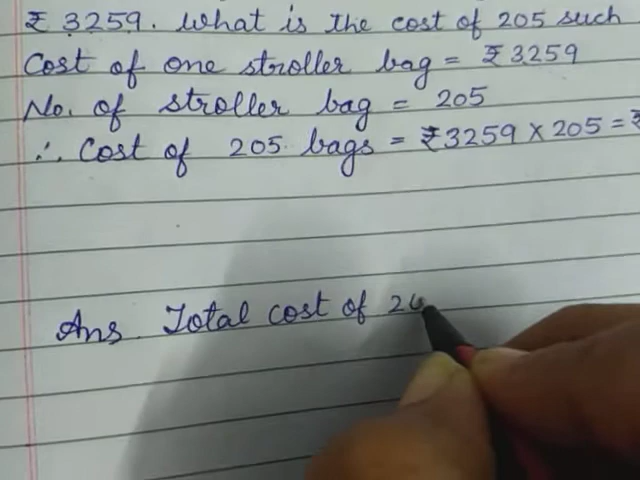 ₹ 3259. What is the cost of 205 such
Cost of one stroller bag = ₹ 3259
No. of stroller bag = 205
∴ Cost of 205 bags = ₹3259 × 205 = ₹
Ans. Total cost of 20